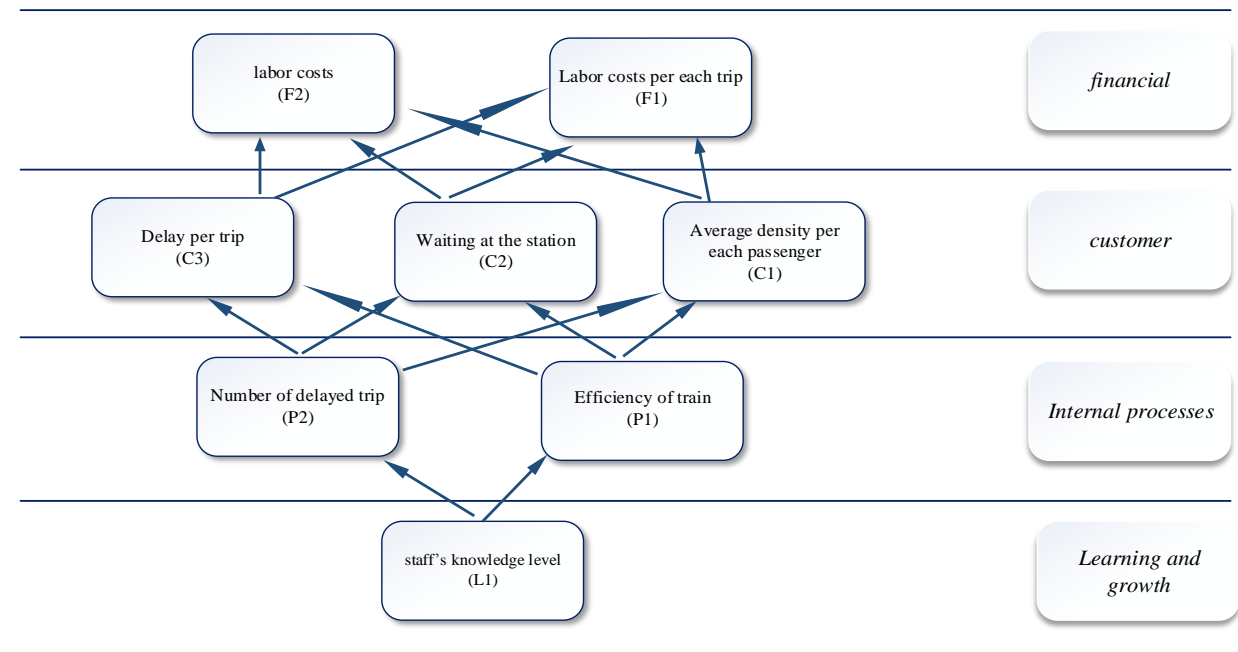 labor costs
(F2)
Labor costs per each trip
(F1)
financial
Delay per trip
(C3)
Waiting at the station
(C2)
Average density per
each passenger
(C1)
customer
Number of delayed trip
(P2)
Efficiency of train
(P1)
Internal processes
staff’s knowledge level
(L1)
Learning and
growth